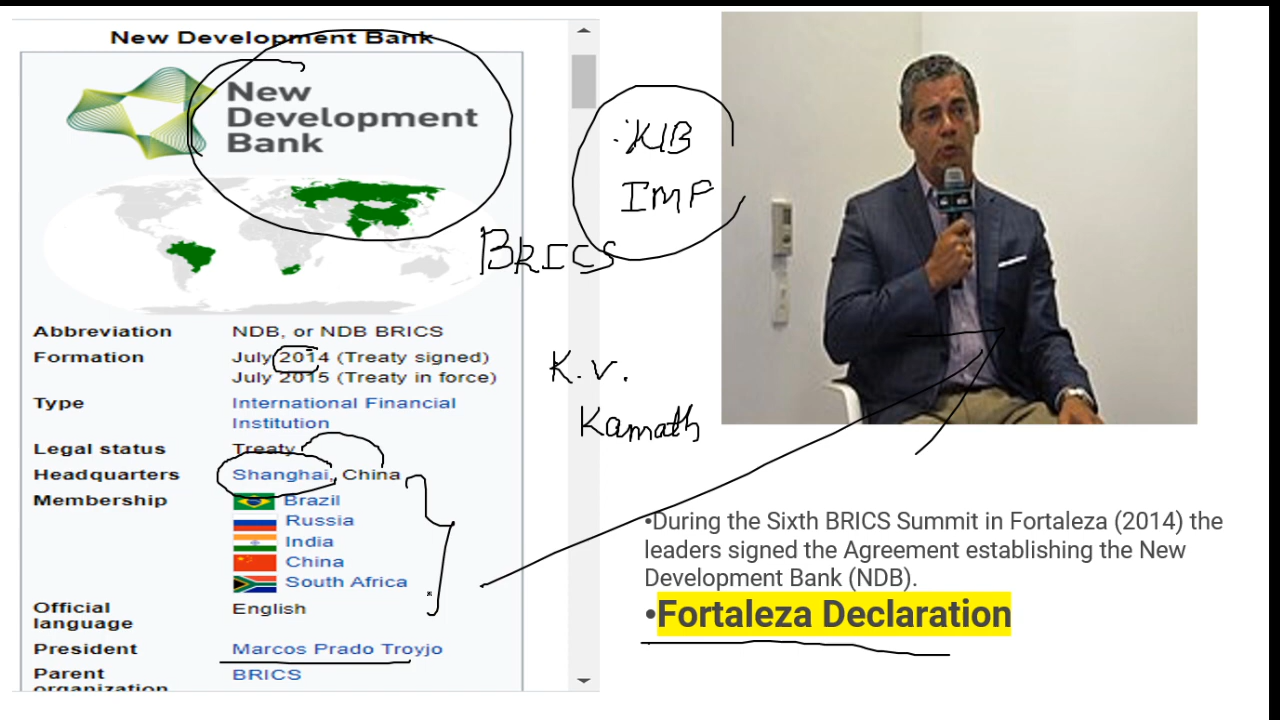 New Development Bank
New
Development
Bank
Abbreviation NDB, or NDB BRICS
Formation July 2014 (Treaty signed)
July 2015 (Treaty in force)
Type International Financial
Institution
Legal status Treaty
Headquarters Shanghai, China
Membership Brazil
Russia
India
China
South Africa
Official English
language
President Marcos Prado Troyjo
Parent BRICS
organization
IMF
BRICS
K.V.
Kamath
•During the Sixth BRICS Summit in Fortaleza (2014) the
leaders signed the Agreement establishing the New
Development Bank (NDB).
•Fortaleza Declaration